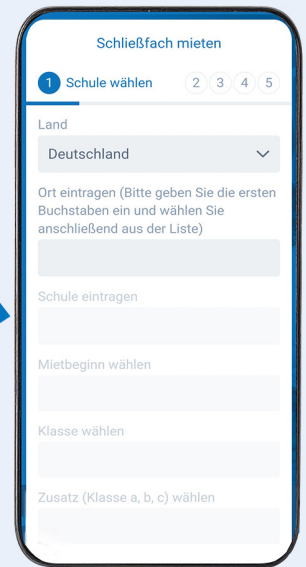 Schließfach mieten
1 Schule wählen 2 3 4 5
Land
Deutschland
Ort eintragen (Bitte geben Sie die ersten
Buchstaben ein und wählen Sie
anschließend aus der Liste)
Schule eintragen
Mietbeginn wählen
Klasse wählen
Zusatz (Klasse a, b, c) wählen